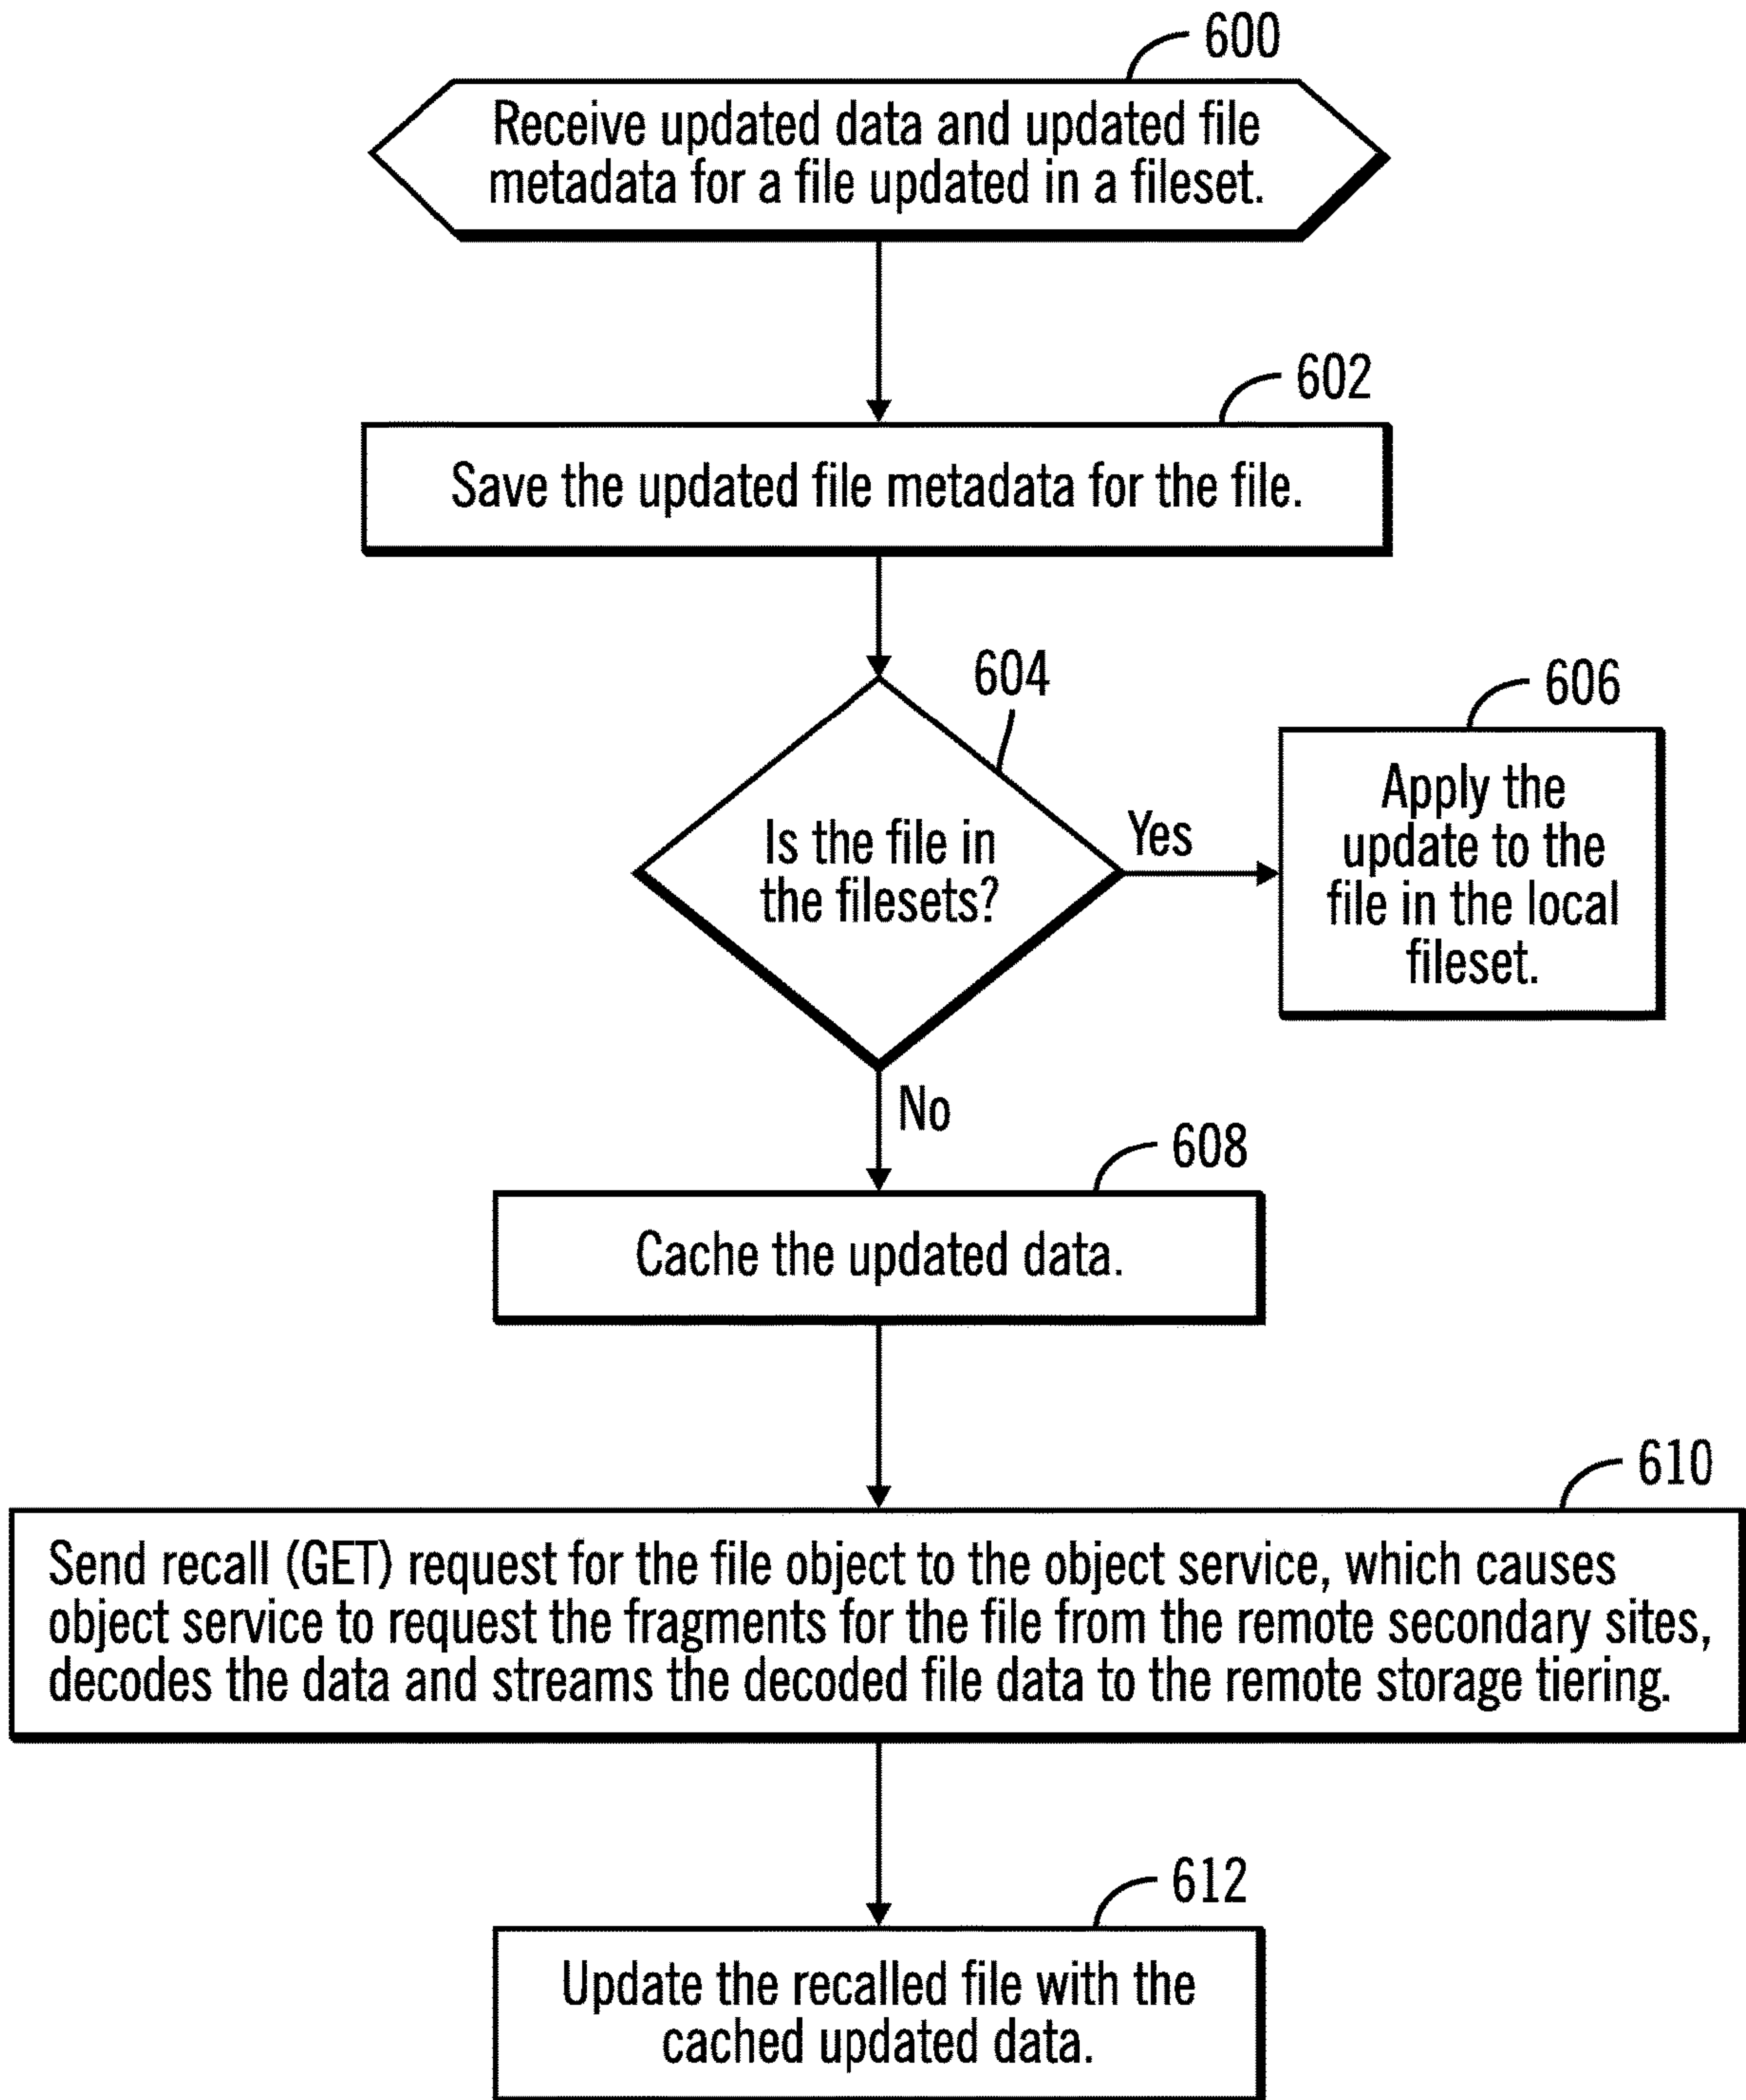 600
Receive updated data and updated file
metadata for a file updated in a fileset.
602
Save the updated file metadata for the file.
604
606
Is the file in
the filesets?
Yes
Apply the
update to the
file in the local
fileset.
No
608
Cache the updated data.
610
Send recall (GET) request for the file object to the object service, which causes
object service to request the fragments for the file from the remote secondary sites,
decodes the data and streams the decoded file data to the remote storage tiering.
612
Update the recalled file with the
cached updated data.